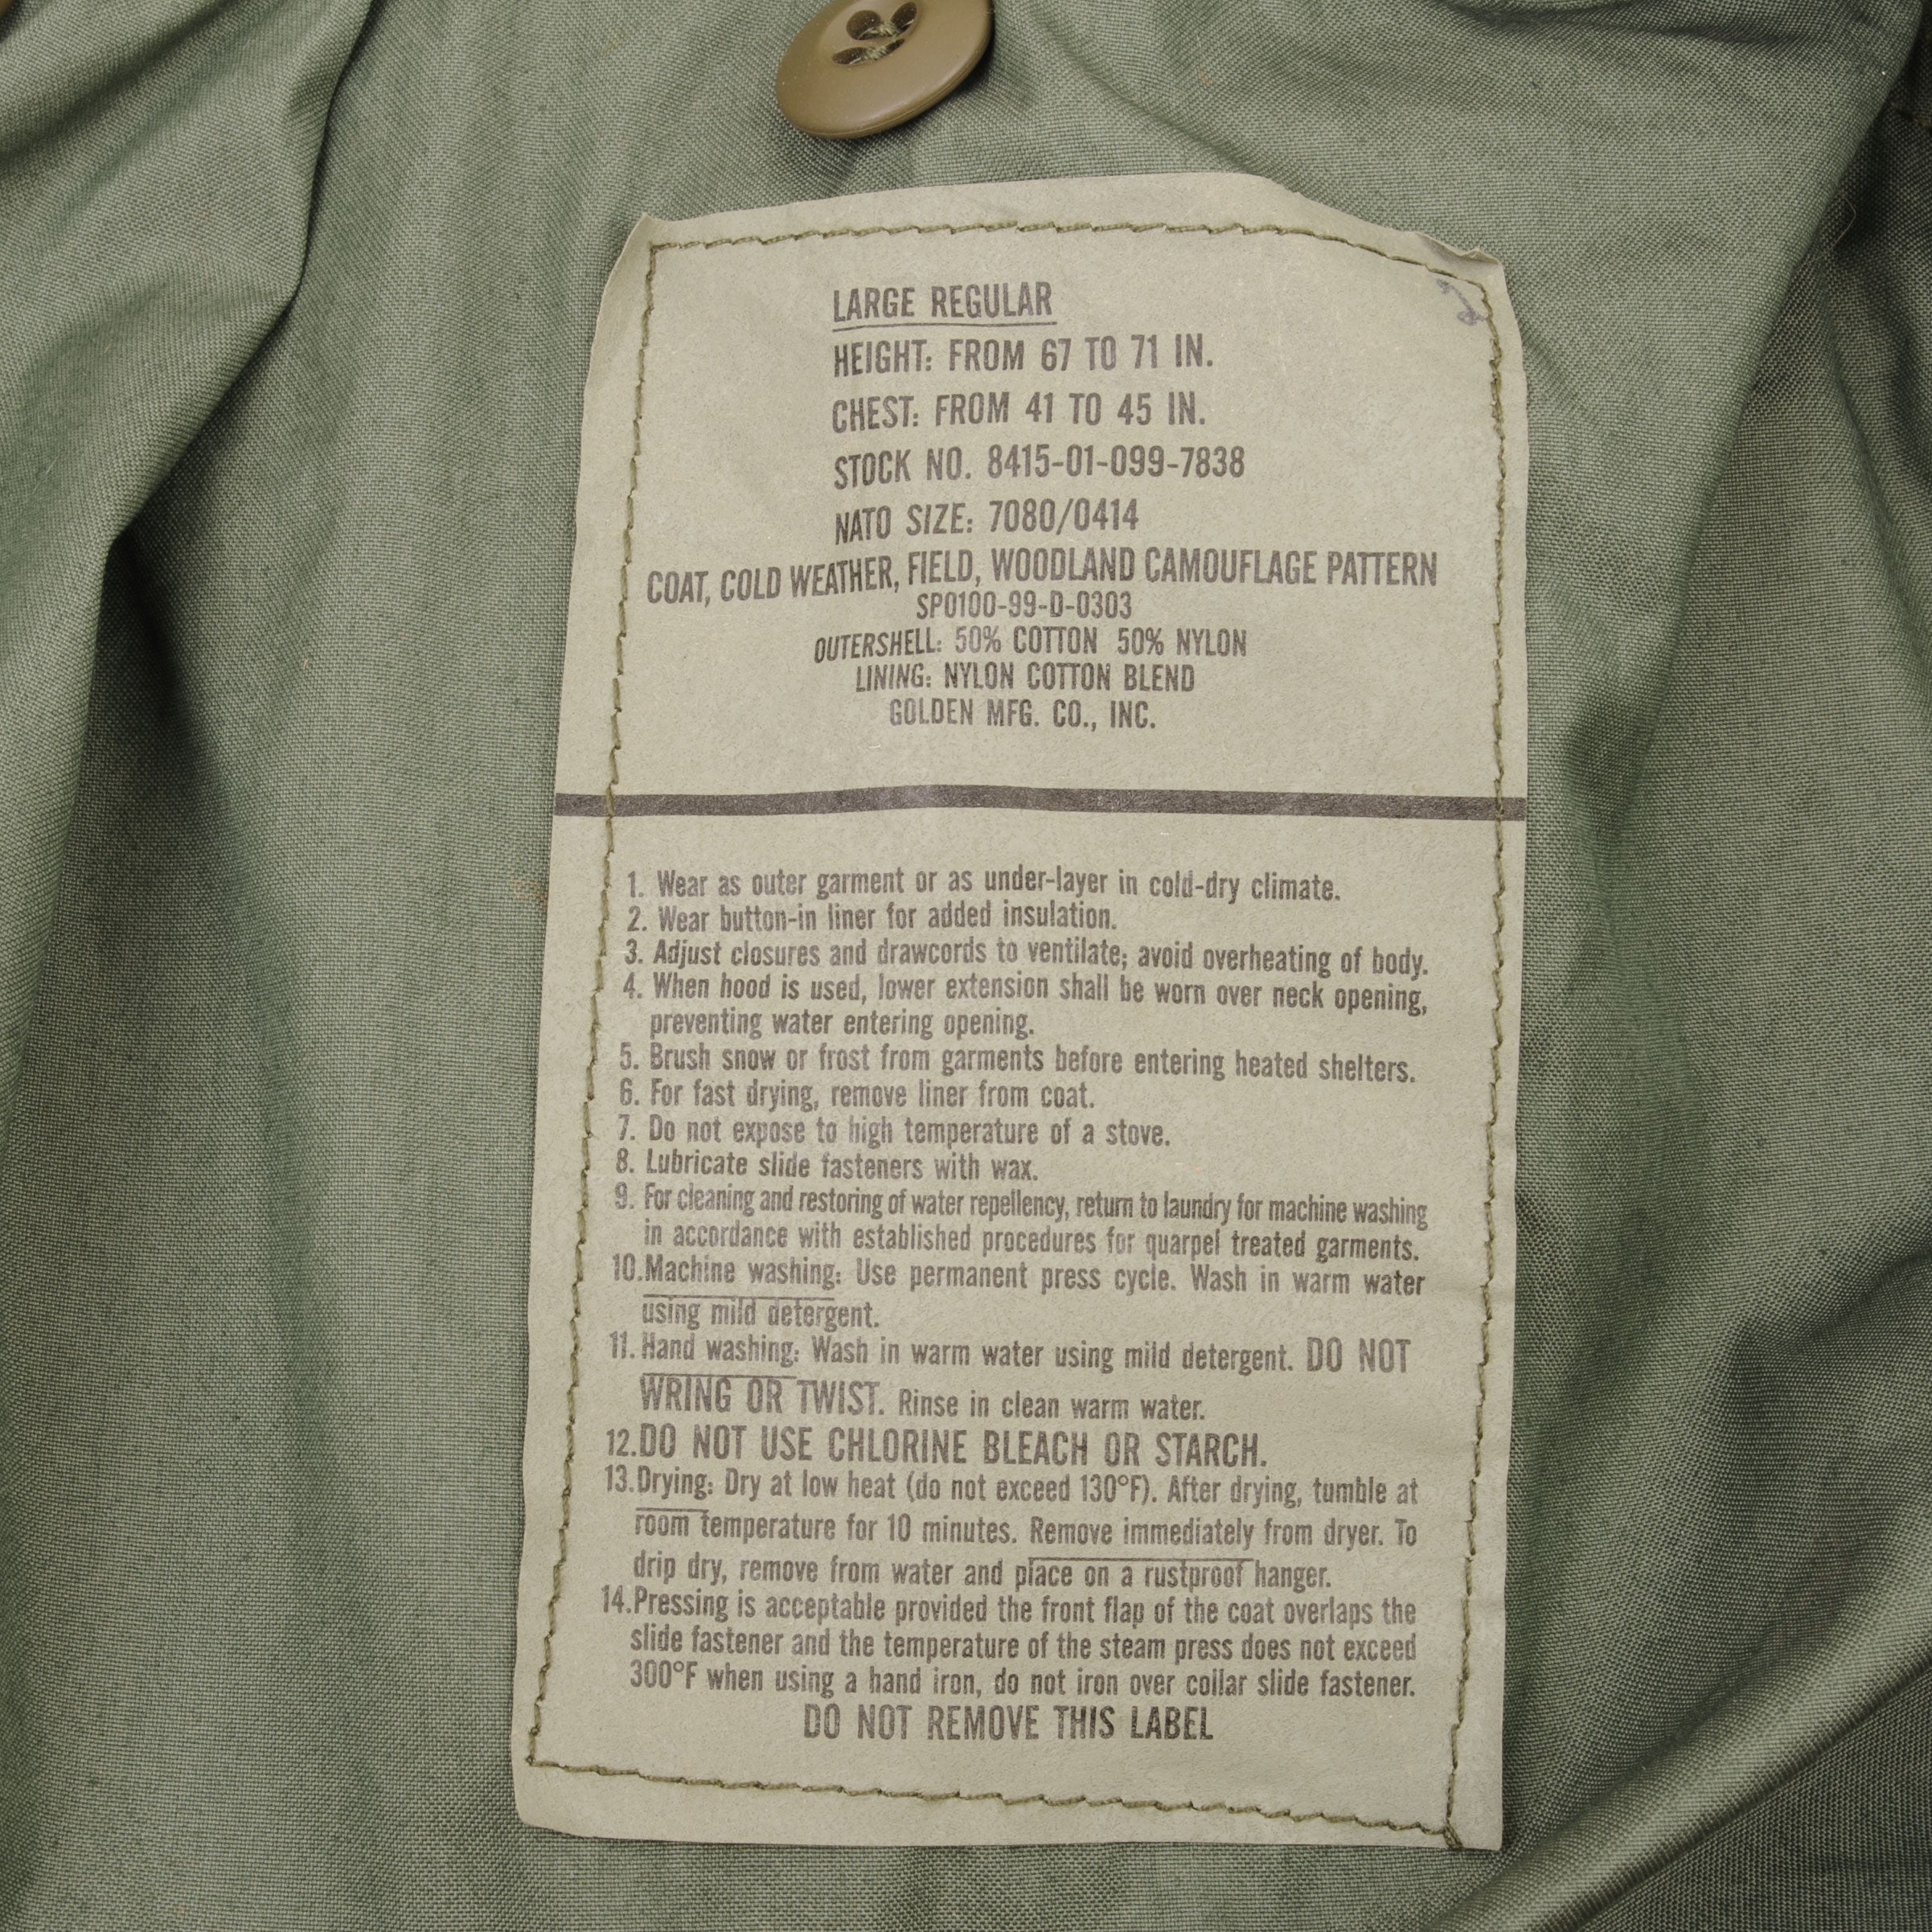 LARGE REGULAR
HEIGHT: FROM 67 TO 71 IN.
CHEST: FROM 41 TO 45 IN.
STOCK NO. 8415-01-099-7838
NATO SIZE: 7080/0414
COAT, COLD WEATHER, FIELD, WOODLAND CAMOUFLAGE PATTERN
SP0100-99-D-0303
OUTERSHELL: 50% COTTON 50% NYLON
LINING: NYLON COTTON BLEND
GOLDEN MFG. CO., INC.
1. Wear as outer garment or as under-layer in cold-dry climate.
2. Wear button-in liner for added insulation.
3. Adjust closures and drawcords to ventilate; avoid overheating of body.
4. When hood is used, lower extension shall be worn over neck opening,
preventing water entering opening.
5. Brush snow or frost from garments before entering heated shelters.
6. For fast drying, remove liner from coat.
7. Do not expose to high temperature of a stove.
8. Lubricate slide fasteners with wax.
9. For cleaning and restoring of water repellency, return to laundry for machine washing
in accordance with established procedures for quarpel treated garments.
10.Machine washing: Use permanent press cycle. Wash in warm water
using mild detergent.
11. Hand washing: Wash in warm water using mild detergent. DO NOT
WRING OR TWIST. Rinse in clean warm water.
12.DO NOT USE CHLORINE BLEACH OR STARCH.
13.Drying: Dry at low heat (do not exceed 130°F). After drying, tumble at
room temperature for 10 minutes. Remove immediately from dryer. To
drip dry, remove from water and place on a rustproof hanger.
14.Pressing is acceptable provided the front flap of the coat overlaps the
slide fastener and the temperature of the steam press does not exceed
300°F when using a hand iron, do not iron over collar slide fastener.
DO NOT REMOVE THIS LABEL